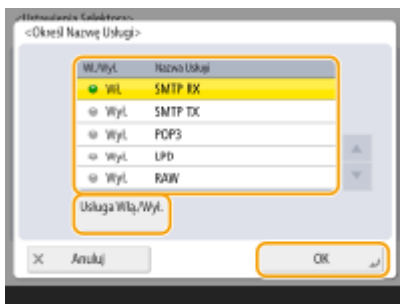 <Ustawienia Selektora>
<Określ Nazwę Usługi>
Wł./Wył. Nazwa Usługi
Wł. SMTP RX
Wył. SMTP TX
Wył. POP3
Wył. LPD
Wył. RAW
Usługa Włą./Wył.
Anuluj OK